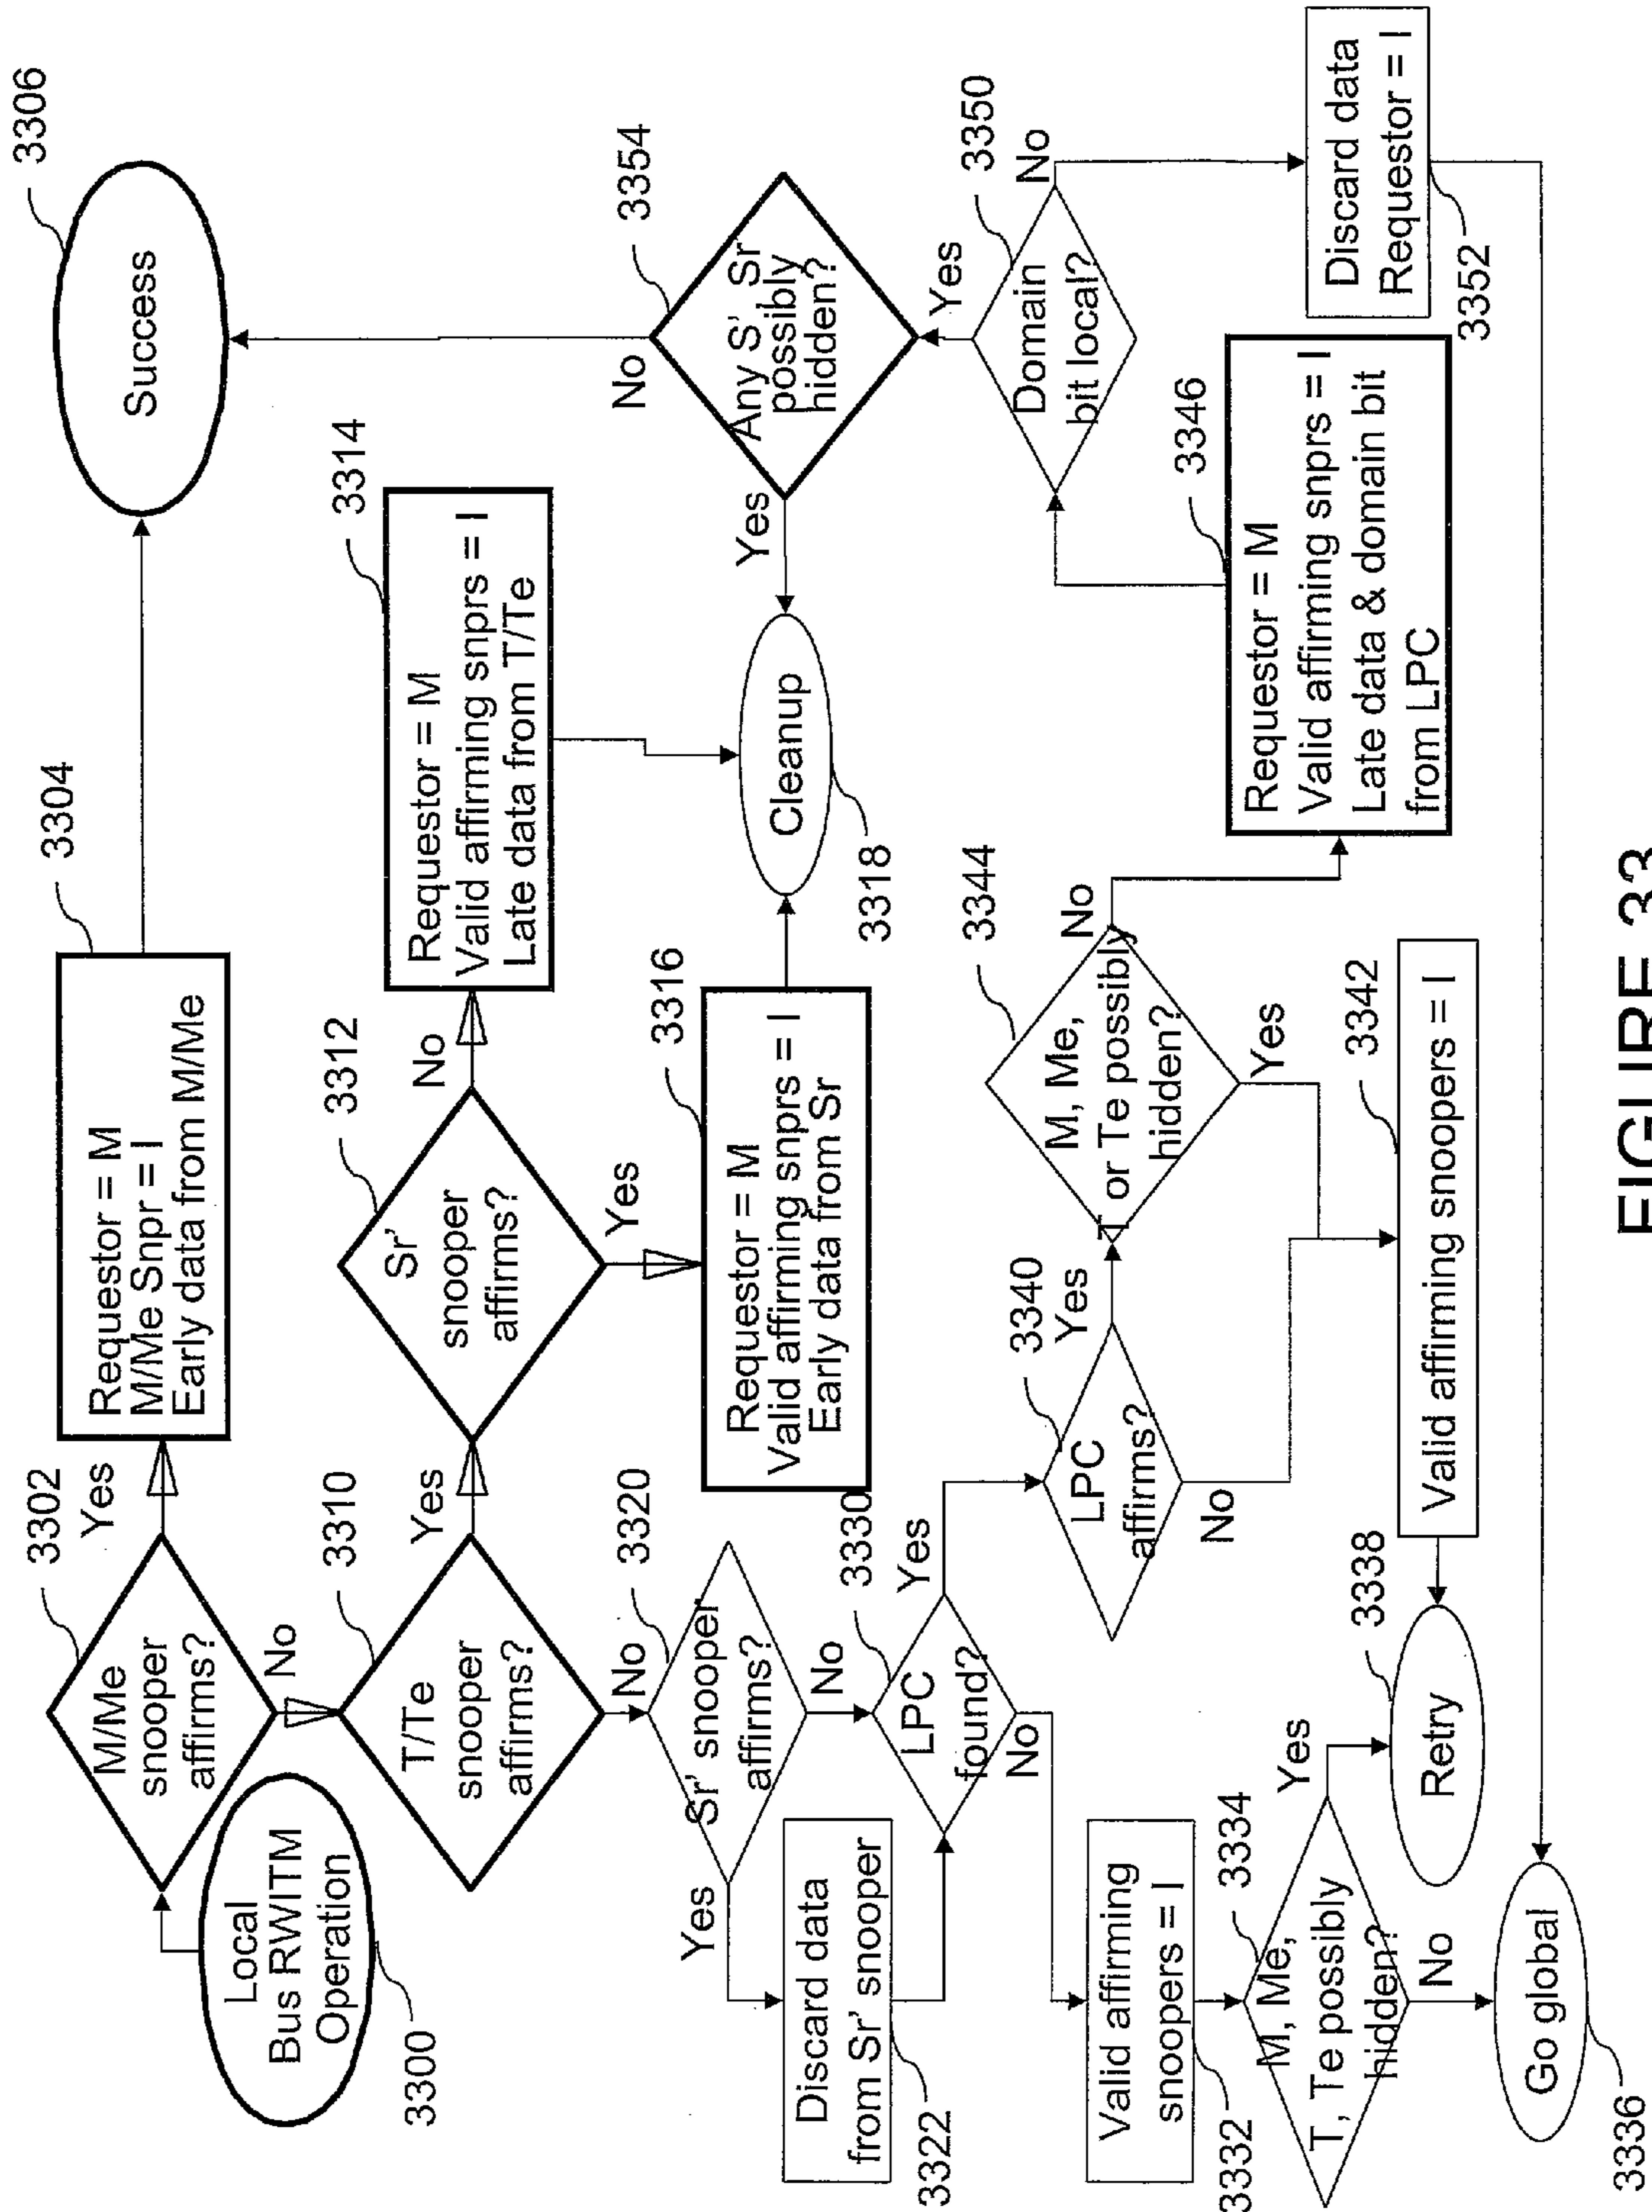 3300
Local
Bus RWITM
Operation
3302
M/Me
snooper
affirms?
Yes
No
3304
Requestor = M
M/Me Snpr = I
Early data from M/Me
3306
Success
3310
T/Te
snooper
affirms?
Yes
No
3312
Sr'
snooper
affirms?
No
Yes
3314
Requestor = M
Valid affirming snprs = I
Late data from T/Te
3316
Requestor = M
Valid affirming snprs = I
Early data from Sr
Cleanup
3318
3320
Sr' snooper
affirms?
Yes
No
Discard data
from Sr' snooper
3322
3330
LPC
found?
Yes
No
Valid affirming
snoopers = I
3332
3334
M, Me,
T, Te possibly
hidden?
Yes
No
Go global
3336
3338
Retry
3340
LPC
affirms?
Yes
No
3342
Valid affirming snoopers = I
3344
M, Me,
T or Te possibly
hidden?
No
Yes
3346
Requestor = M
Valid affirming snprs = I
Late data & domain bit
from LPC
3350
Domain
bit local?
Yes
No
Discard data
Requestor = I
3352
3354
Any S' Sr
possibly
hidden?
Yes
No
FIGURE 33